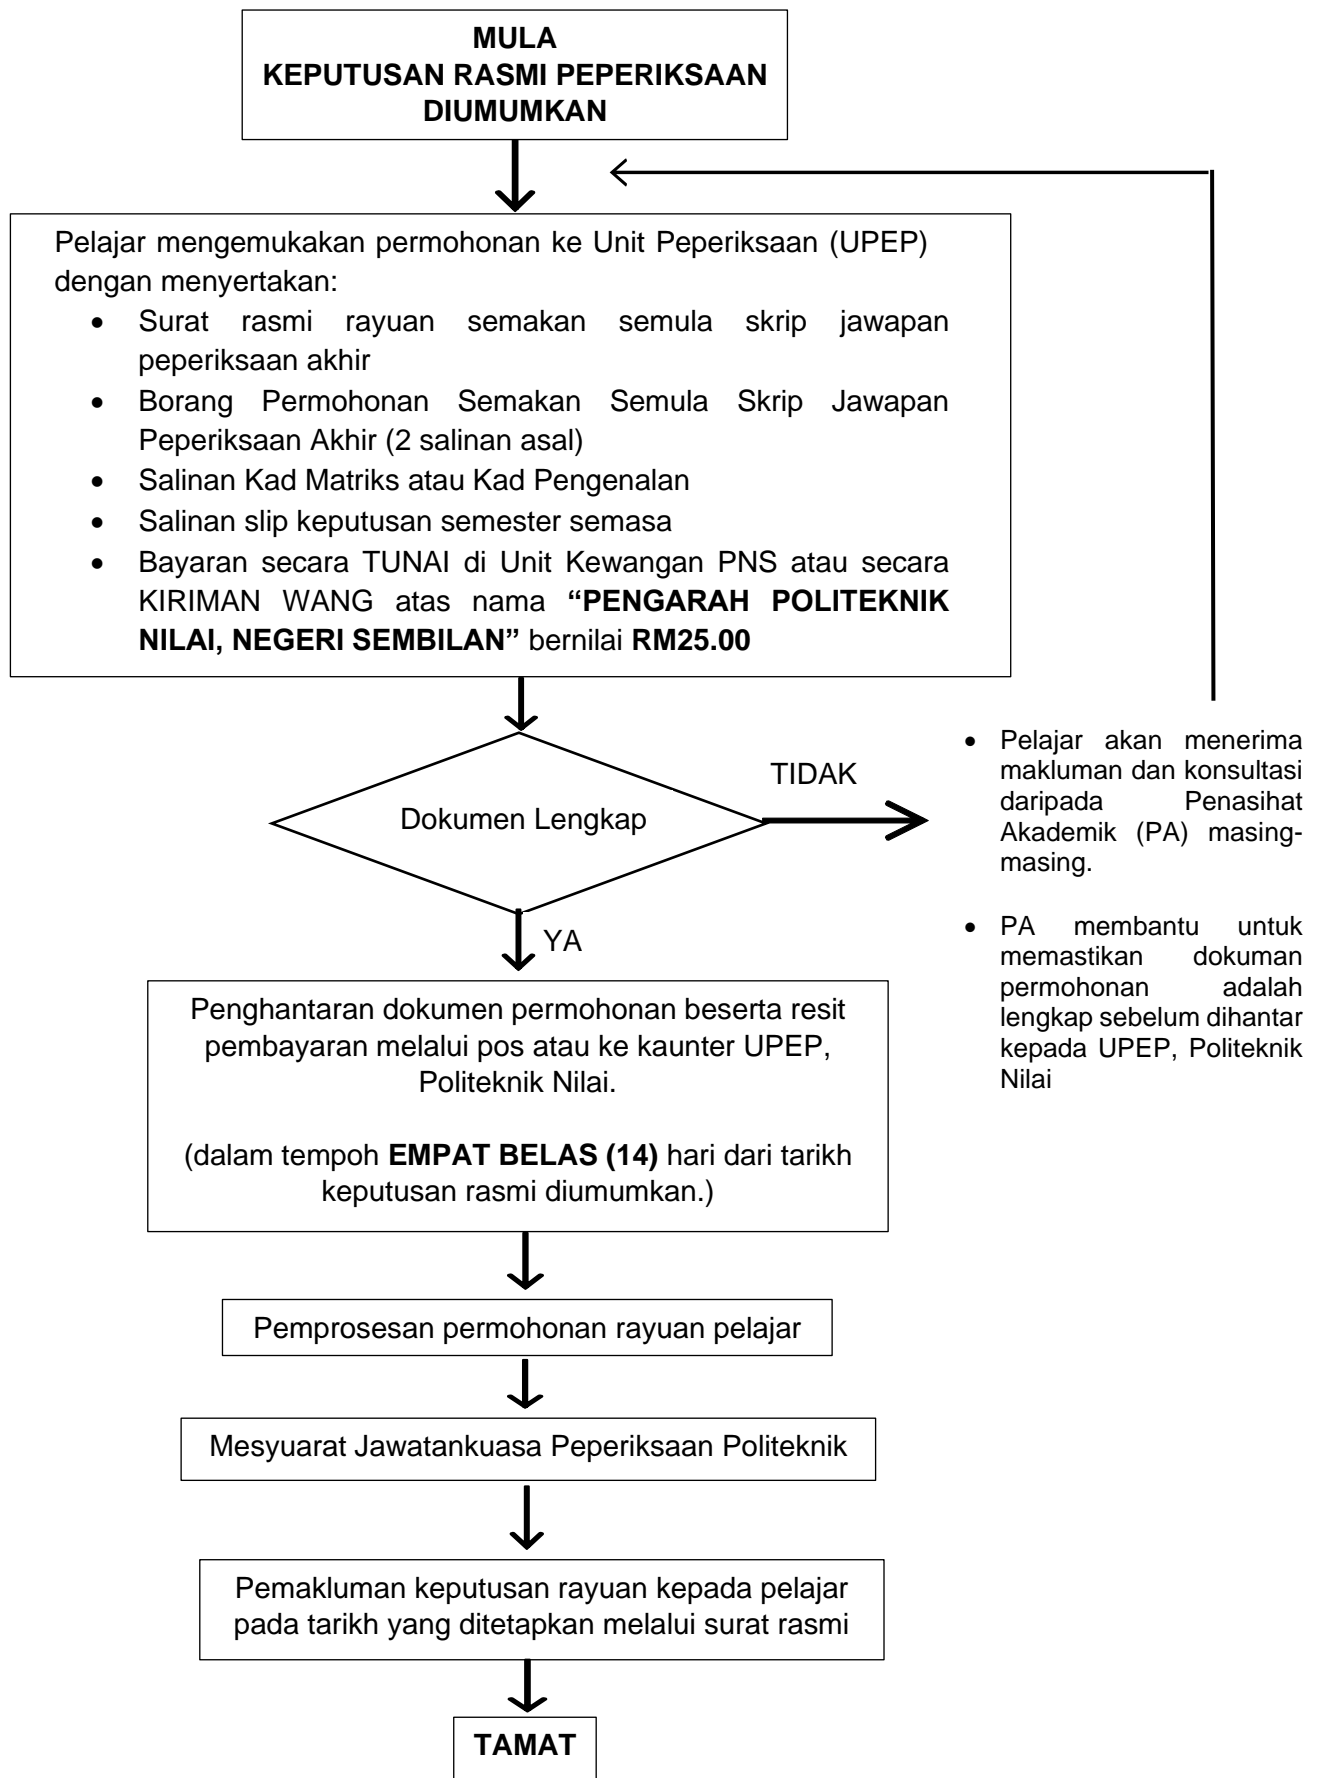 MULA
KEPUTUSAN RASMI PEPERIKSAAN
DIUMUMKAN
Pelajar mengemukakan permohonan ke Unit Peperiksaan (UPEP)
dengan menyertakan:
• Surat rasmi rayuan semakan semula skrip jawapan
peperiksaan akhir
• Borang Permohonan Semakan Semula Skrip Jawapan
Peperiksaan Akhir (2 salinan asal)
• Salinan Kad Matriks atau Kad Pengenalan
• Salinan slip keputusan semester semasa
• Bayaran secara TUNAI di Unit Kewangan PNS atau secara
KIRIMAN WANG atas nama “PENGARAH POLITEKNIK
NILAI, NEGERI SEMBILAN” bernilai RM25.00
Dokumen Lengkap
TIDAK
• Pelajar akan menerima
makluman dan konsultasi
daripada Penasihat
Akademik (PA) masing-
masing.
• PA membantu untuk
memastikan dokuman
permohonan adalah
lengkap sebelum dihantar
kepada UPEP, Politeknik
Nilai
YA
Penghantaran dokumen permohonan beserta resit
pembayaran melalui pos atau ke kaunter UPEP,
Politeknik Nilai.
(dalam tempoh EMPAT BELAS (14) hari dari tarikh
keputusan rasmi diumumkan.)
Pemprosesan permohonan rayuan pelajar
Mesyuarat Jawatankuasa Peperiksaan Politeknik
Pemakluman keputusan rayuan kepada pelajar
pada tarikh yang ditetapkan melalui surat rasmi
TAMAT